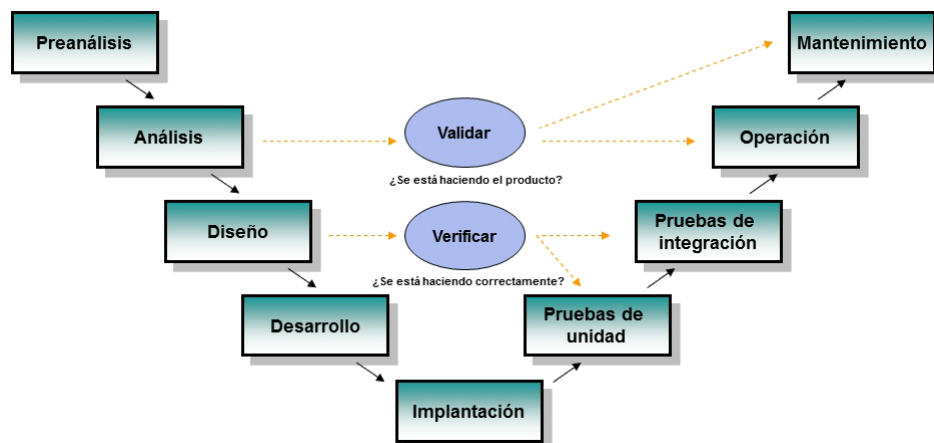 Preanálisis
Mantenimiento
Análisis
Validar
Operación
¿Se está haciendo el producto?
Diseño
Verificar
Pruebas de
integración
¿Se está haciendo correctamente?
Desarrollo
Pruebas de
unidad
Implantación